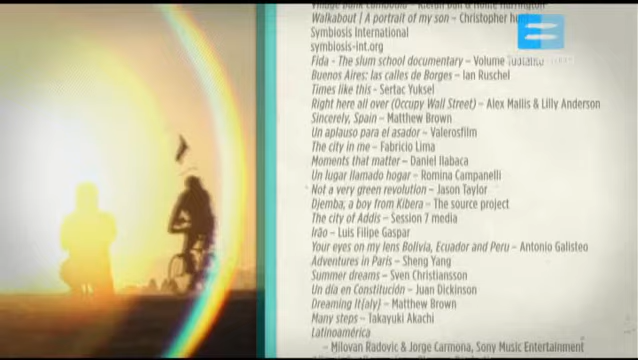 Walkabout | A portrait of my son – Christopher
Symbiosis International
symbiosis-int.org
Fida - The slum school documentary – Volume
Buenos Aires: las calles de Borges – Ian Ruschel
Times like this - Sertac Yuksel
Right here all over (Occupy Wall Street) – Alex Mallis & Lilly Anderson
Sincerely, Spain – Matthew Brown
Un aplauso para el asador – Valerosfilm
The city in me – Fabricio Lima
Moments that matter – Daniel Ilabaca
Un lugar llamado hogar – Romina Campanelli
Not a very green revolution – Jason Taylor
Djemba, a boy from Kibera – The source project
The city of Addis – Session 7 media
Irão – Luis Filipe Gaspar
Your eyes on my lens Bolivia, Ecuador and Peru – Antonio Galisteo
Adventures in Paris – Sheng Yang
Summer dreams – Sven Christiansson
Un día en Constitución – Juan Dickinson
Dreaming It[aly] – Matthew Brown
Many steps – Takayuki Akachi
Latinoamérica
– Milovan Radovic & Jorge Carmona, Sony Music Entertainment